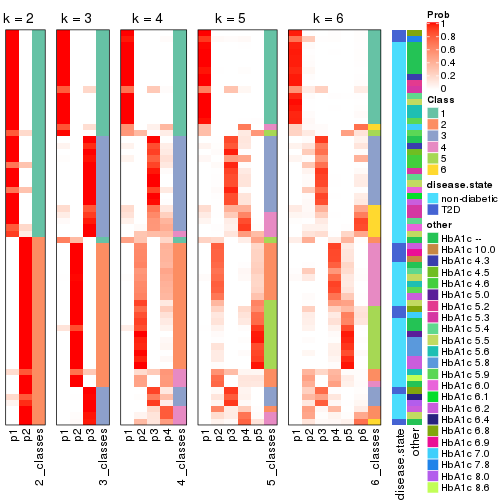 k = 2 k = 3 k = 4 k = 5 k = 6
p1 p2 2_classes p1 p2 p3 3_classes p1 p2 p3 p4 4_classes p1 p2 p3 p4 p5 5_classes p1 p2 p3 p4 p5 p6 6_classes disease.state other
Prob
1
0.8
0.6
0.4
0.2
0
Class
1
2
3
4
5
6
disease.state
non-diabetic
T2D
other
HbA1c --
HbA1c 10.0
HbA1c 4.3
HbA1c 4.5
HbA1c 4.6
HbA1c 5.0
HbA1c 5.2
HbA1c 5.3
HbA1c 5.4
HbA1c 5.5
HbA1c 5.6
HbA1c 5.8
HbA1c 5.9
HbA1c 6.0
HbA1c 6.1
HbA1c 6.2
HbA1c 6.4
HbA1c 6.8
HbA1c 6.9
HbA1c 7.0
HbA1c 7.8
HbA1c 8.0
HbA1c 8.6